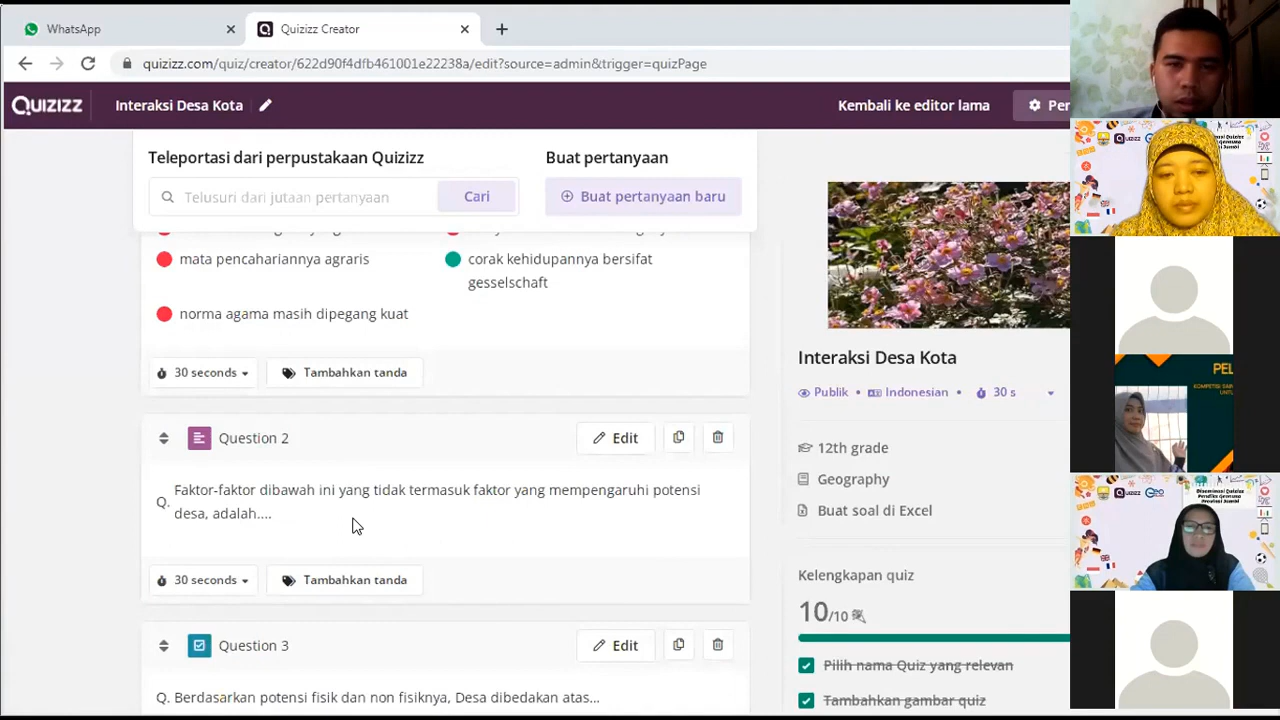 WhatsApp
Quizizz Creator
quizizz.com/quiz/creator/622d90f4dfb461001e22238a/edit?source=admin&trigger=quizPage
QUIZIZZ
Interaksi Desa Kota
Kembali ke editor lama
Teleportasi dari perpustakaan Quizizz
Buat pertanyaan
Telusuri dari jutaan pertanyaan
Cari
Buat pertanyaan baru
mata pencahariannya agraris
corak kehidupannya bersifat
gesselschaft
norma agama masih dipegang kuat
30 seconds
Tambahkan tanda
Question 2
Edit
Q. Faktor-faktor dibawah ini yang tidak termasuk faktor yang mempengaruhi potensi
desa, adalah....
30 seconds
Tambahkan tanda
Question 3
Edit
Q. Berdasarkan potensi fisik dan non fisiknya, Desa dibedakan atas...
Interaksi Desa Kota
Publik • Indonesian • 30 s
12th grade
Geography
Buat soal di Excel
Kelengkapan quiz
10/10
Pilih nama Quiz yang relevan
Tambahkan gambar quiz